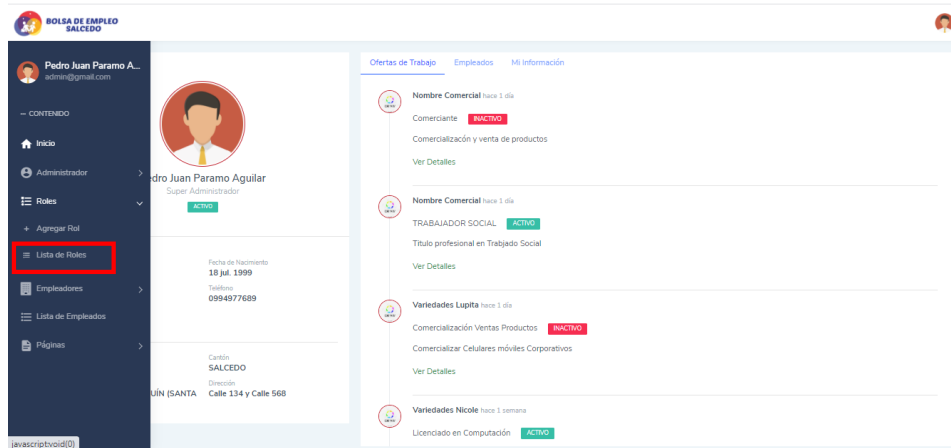 BOLSA DE EMPLEO
SALCEDO
Pedro Juan Paramo A...
admin@gmail.com
— CONTENIDO
Inicio
Administrador
Roles
+ Agregar Rol
Lista de Roles
Empleadores
Lista de Empleados
Páginas
javascript:void(0)
dro Juan Paramo Aguilar
Super Administrador
ACTIVO
Fecha de Nacimiento
18 jul. 1999
Teléfono
0994977689
Cantón
SALCEDO
Dirección
UÍN (SANTA Calle 134 y Calle 568
Ofertas de Trabajo Empleados Mi Información
Nombre Comercial hace 1 día
Comerciante INACTIVO
Comercializacón y venta de productos
Ver Detalles
Nombre Comercial hace 1 día
TRABAJADOR SOCIAL ACTIVO
Titulo profesional en Trabjado Social
Ver Detalles
Variedades Lupita hace 1 día
Comercialización Ventas Productos INACTIVO
Comercializar Celulares móviles Corporativos
Ver Detalles
Variedades Nicole hace 1 semana
Licenciado en Computación ACTIVO